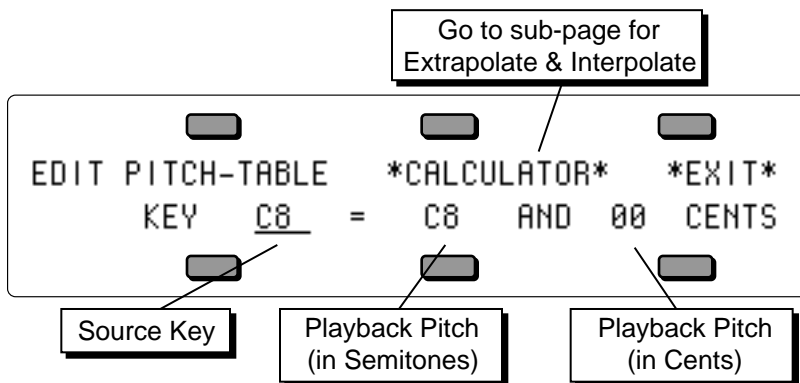 Go to sub-page for
Extrapolate & Interpolate
EDIT PITCH-TABLE *CALCULATOR* *EXIT*
KEY C8 = C8 AND 00 CENTS
Source Key
Playback Pitch
(in Semitones)
Playback Pitch
(in Cents)